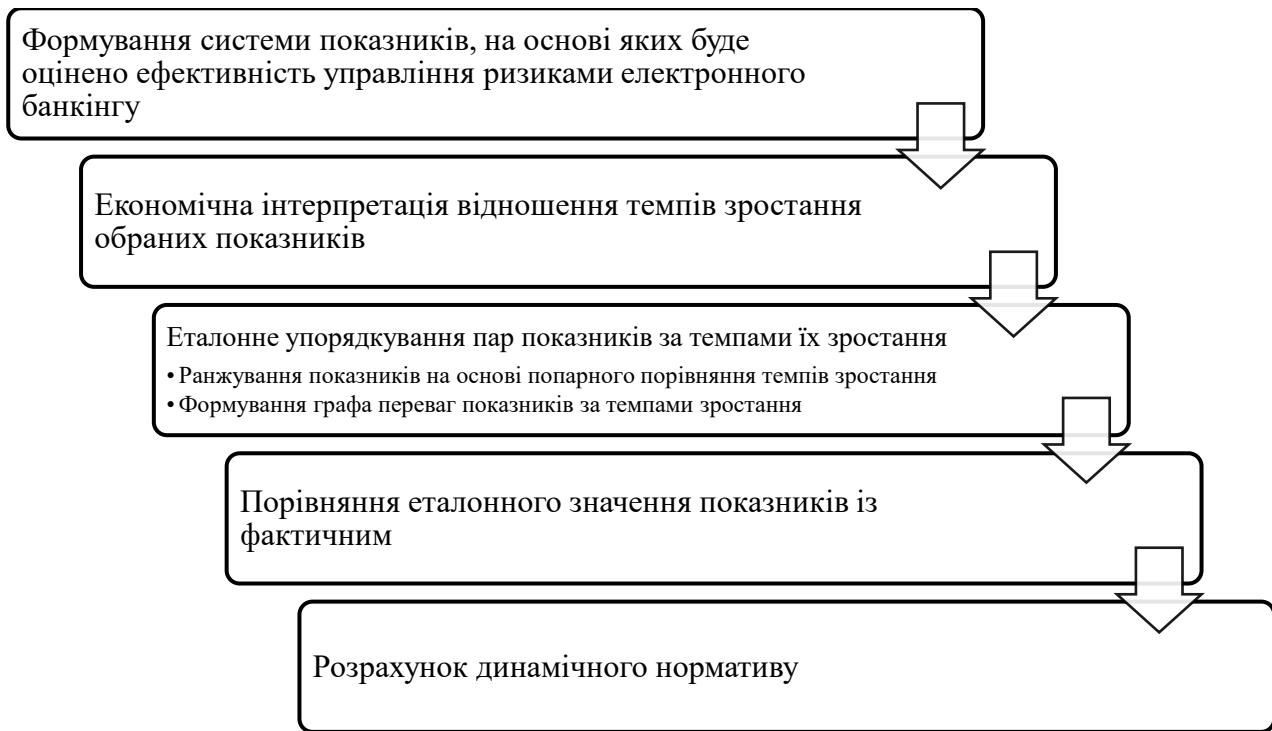 Формування системи показників, на основі яких буде
оцінено ефективність управління ризиками електронного
банкінгу
Економічна інтерпретація відношення темпів зростання
обраних показників
Еталонне упорядкування пар показників за темпами їх зростання
• Ранжування показників на основі попарного порівняння темпів зростання
• Формування графа переваг показників за темпами зростання
Порівняння еталонного значення показників із
фактичним
Розрахунок динамічного нормативу